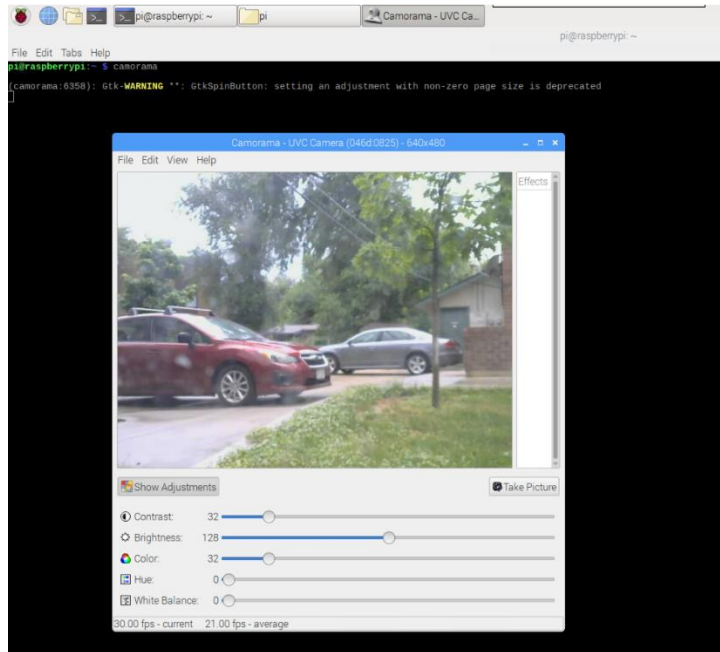 pi@raspberrypi: ~
pi
Camorama - UVC Ca...
pi@raspberrypi: ~
File Edit Tabs Help
pi@raspberrypi:~ $ camorama
(camorama:6358): Gtk-WARNING **: GtkSpinButton: setting an adjustment with non-zero page size is deprecated
Camorama - UVC Camera (046d:0825) - 640x480
File Edit View Help
Effects
Show Adjustments
Take Picture
Contrast: 32
Brightness: 128
Color: 32
Hue: 0
White Balance: 0
30.00 fps - current 21.00 fps - average